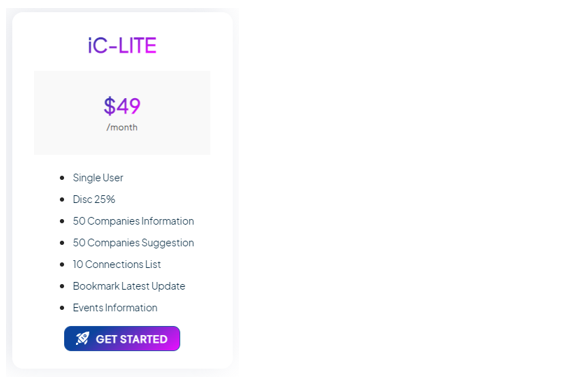 iC-LITE
$49
/month
Single User
Disc 25%
50 Companies Information
50 Companies Suggestion
10 Connections List
Bookmark Latest Update
Events Information
GET STARTED